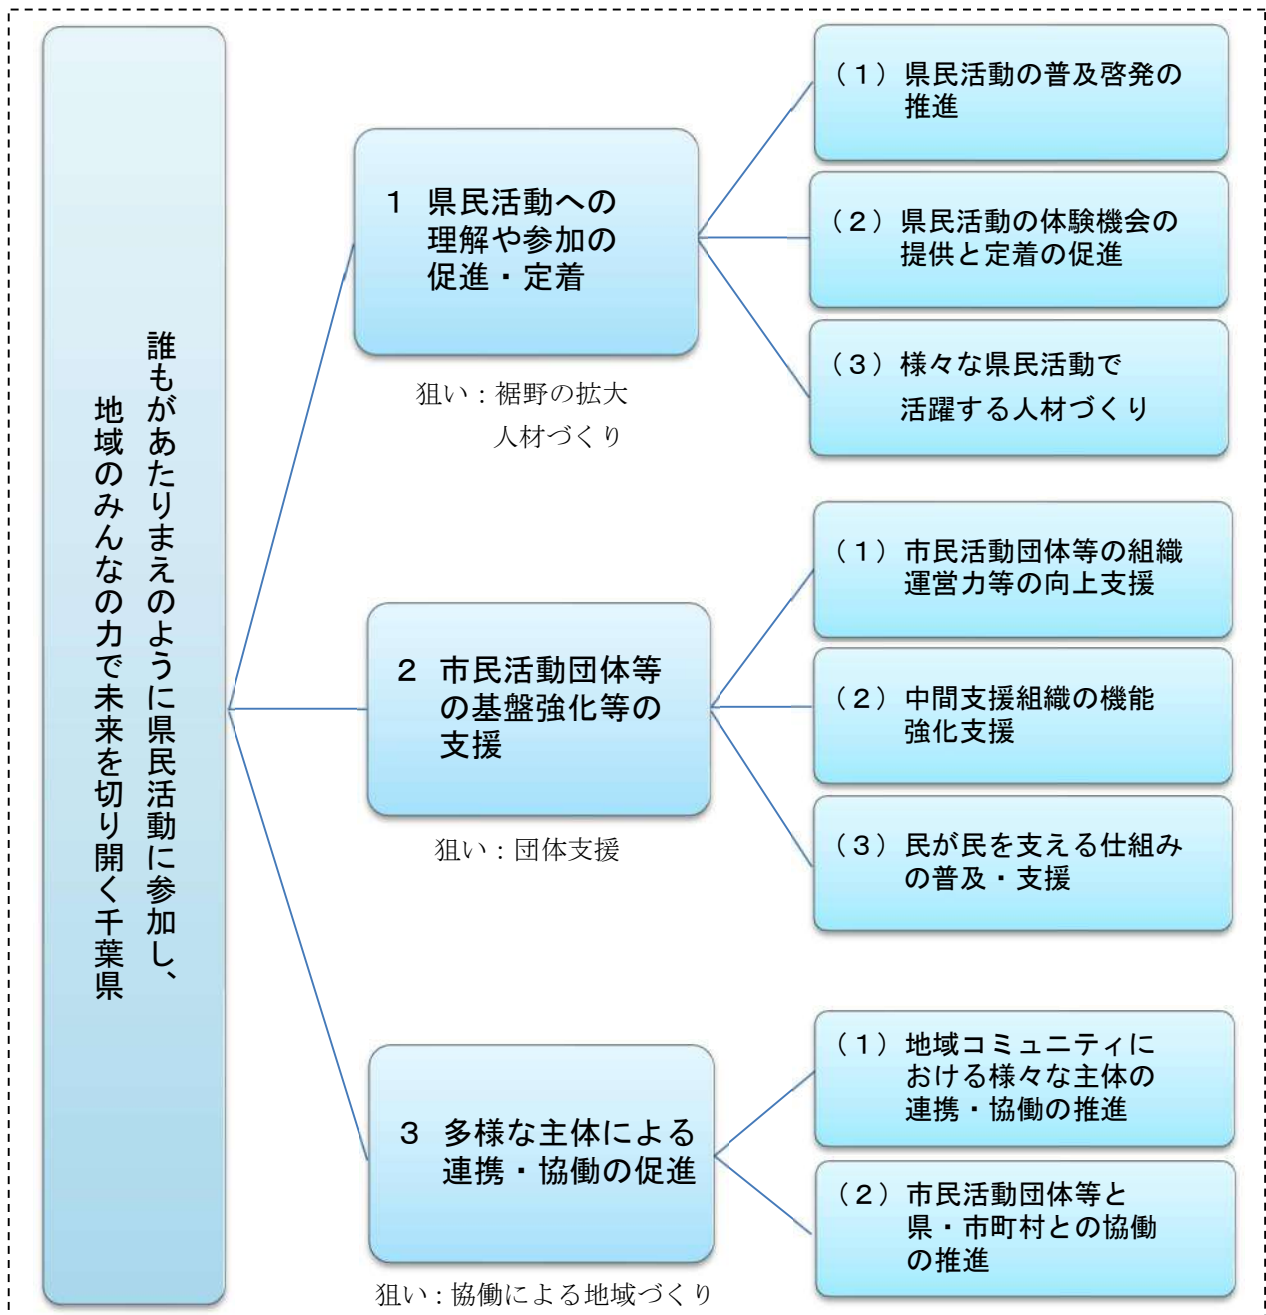 誰もがあたりまえのように県民活動に参加し、
地域のみんなの力で未来を切り開く千葉県
1 県民活動への
理解や参加の
促進・定着
狙い：裾野の拡大
人材づくり
（1）県民活動の普及啓発の
推進
（2）県民活動の体験機会の
提供と定着の促進
（3）様々な県民活動で
活躍する人材づくり
2 市民活動団体等
の基盤強化等の
支援
狙い：団体支援
（1）市民活動団体等の組織
運営力等の向上支援
（2）中間支援組織の機能
強化支援
（3）民が民を支える仕組み
の普及・支援
3 多様な主体による
連携・協働の促進
狙い：協働による地域づくり
（1）地域コミュニティに
おける様々な主体の
連携・協働の推進
（2）市民活動団体等と
県・市町村との協働
の推進